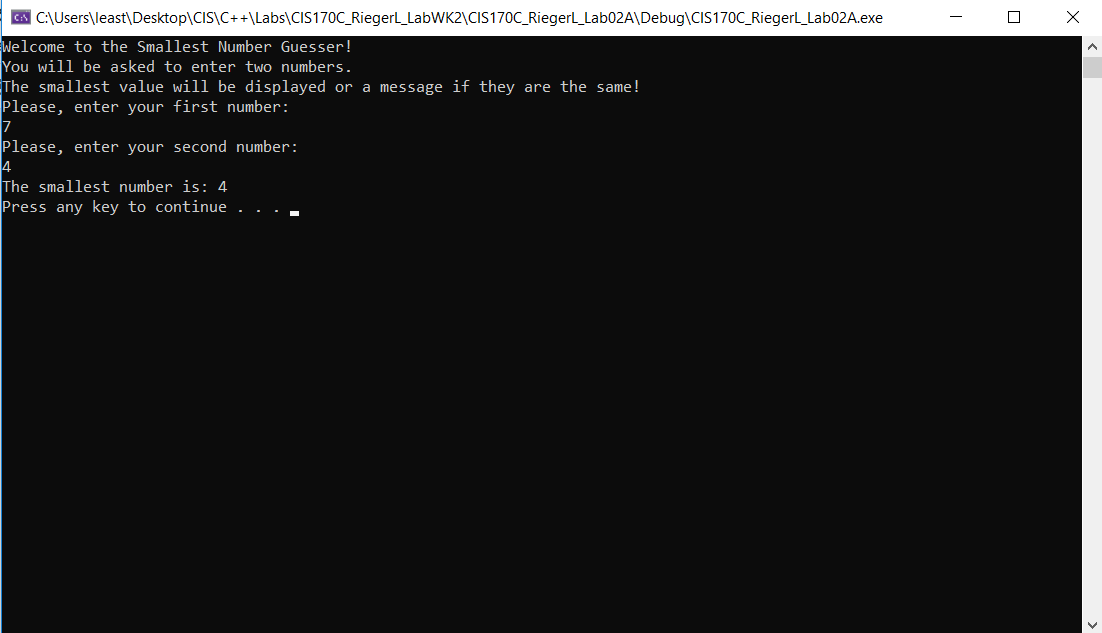 C:\Users\least\Desktop\CIS\C++\Labs\CIS170C_RiegerL_LabWK2\CIS170C_RiegerL_Lab02A\Debug\CIS170C_RiegerL_Lab02A.exe
Welcome to the Smallest Number Guesser!
You will be asked to enter two numbers.
The smallest value will be displayed or a message if they are the same!
Please, enter your first number:
7
Please, enter your second number:
4
The smallest number is: 4
Press any key to continue . . .